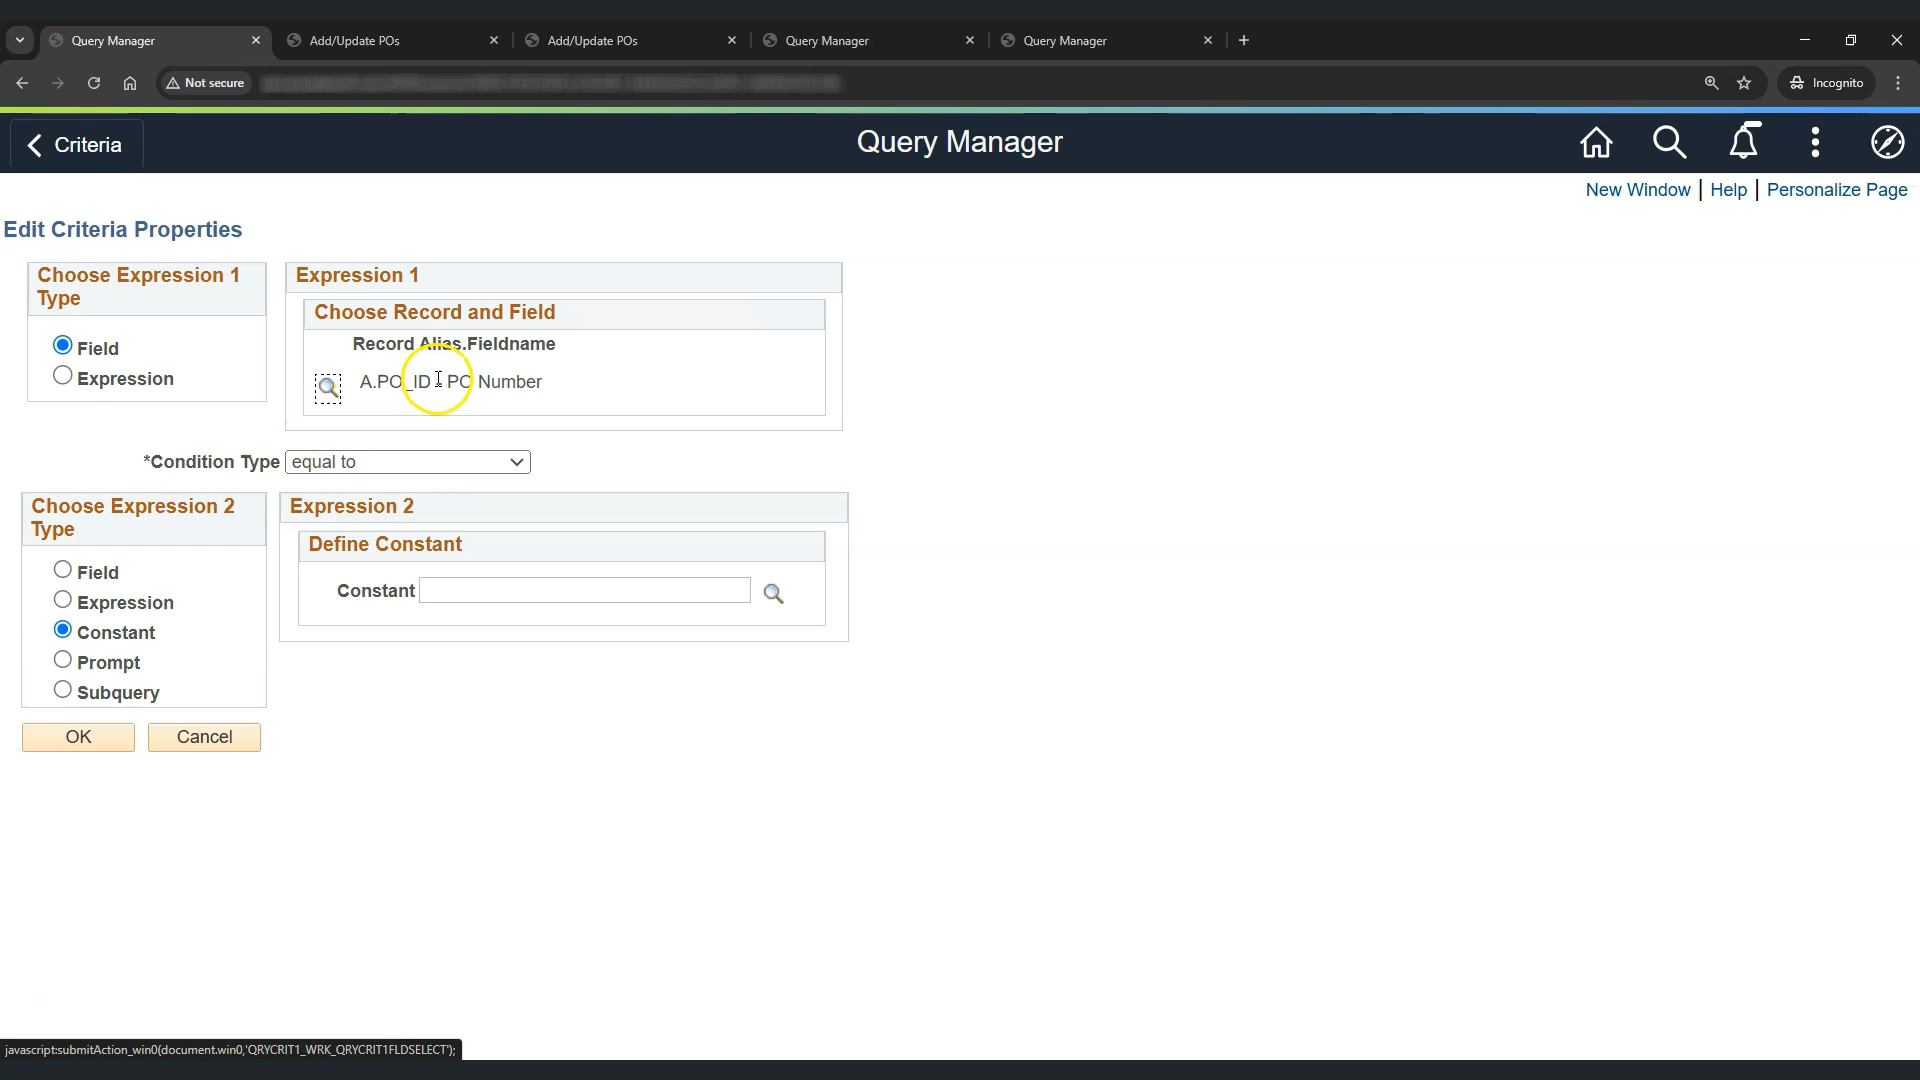 Query Manager
Add/Update POs
Add/Update POs
Query Manager
Query Manager
Not secure
Incognito
Criteria
Query Manager
New Window | Help | Personalize Page
Edit Criteria Properties
Choose Expression 1
Type
Field
Expression
Expression 1
Choose Record and Field
Record Alias.Fieldname
A.PO_ID - PO Number
*Condition Type equal to
Choose Expression 2
Type
Field
Expression
Constant
Prompt
Subquery
Expression 2
Define Constant
Constant
OK
Cancel
javascript:submitAction_win0(document.win0,'QRYCRIT1_WRK_QRYCRIT1FLDSELECT');